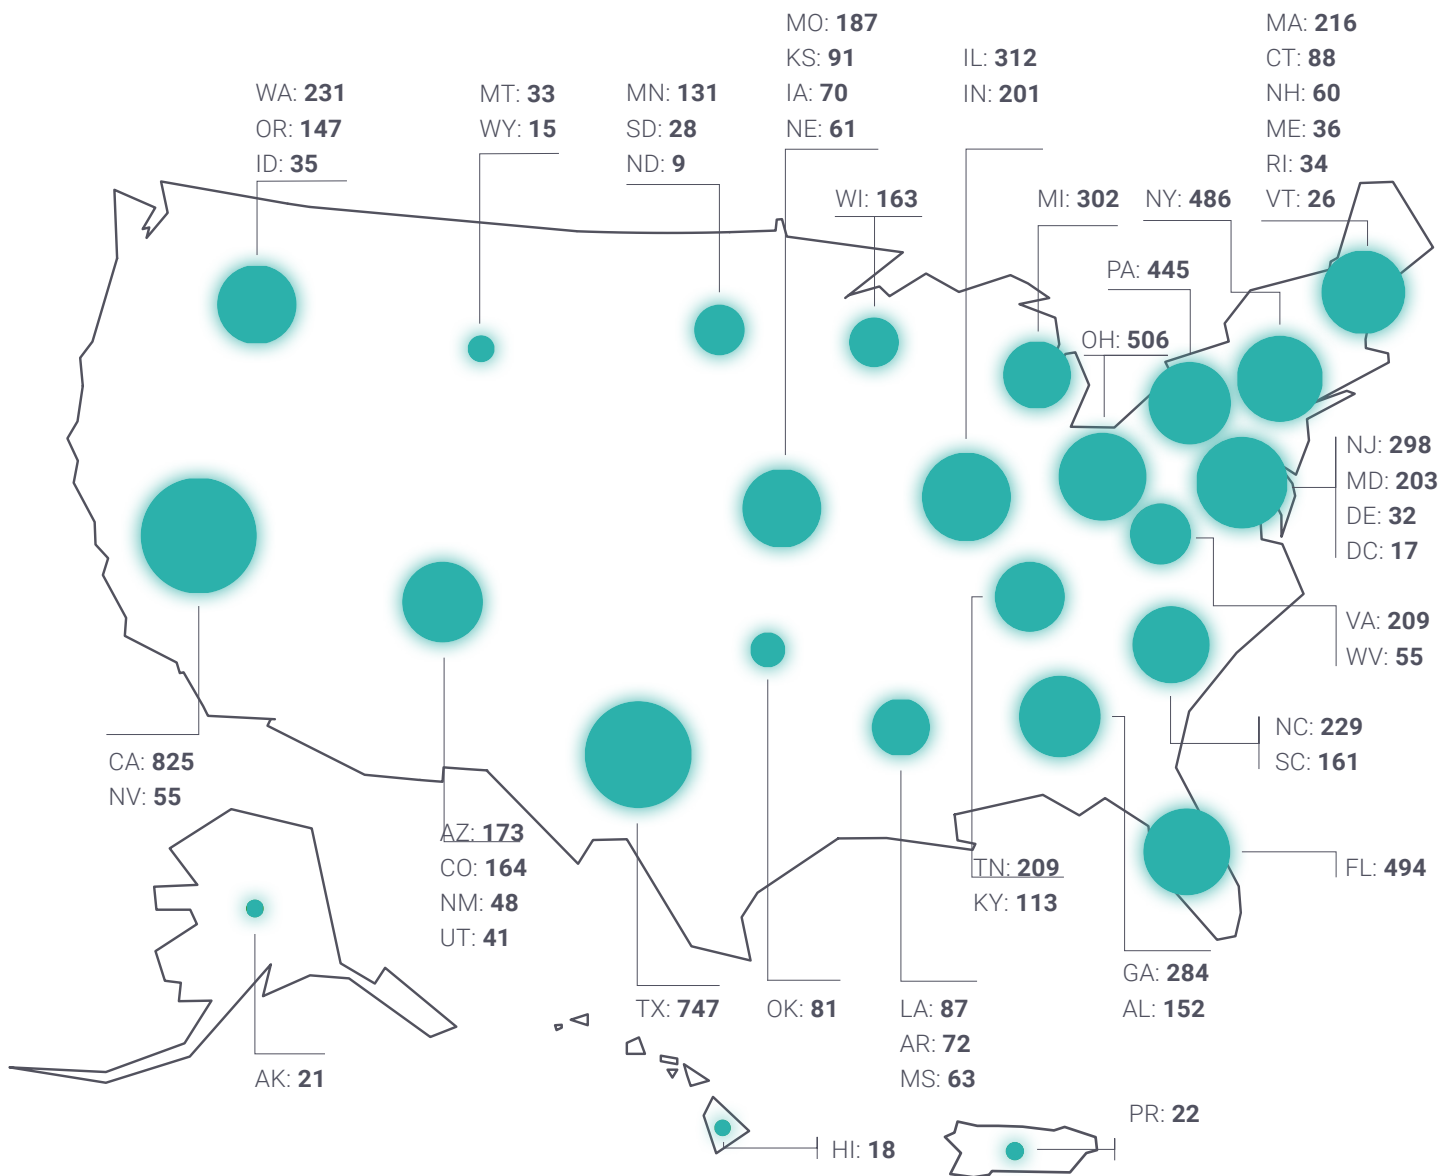 MO: 187
KS: 91
IA: 70
NE: 61
IL: 312
IN: 201
MA: 216
CT: 88
NH: 60
ME: 36
RI: 34
VT: 26
WA: 231
OR: 147
ID: 35
MT: 33
WY: 15
MN: 131
SD: 28
ND: 9
WI: 163
MI: 302
NY: 486
PA: 445
OH: 506
NJ: 298
MD: 203
DE: 32
DC: 17
VA: 209
WV: 55
NC: 229
SC: 161
CA: 825
NV: 55
AZ: 173
CO: 164
NM: 48
UT: 41
TN: 209
KY: 113
FL: 494
GA: 284
AL: 152
TX: 747
OK: 81
LA: 87
AR: 72
MS: 63
AK: 21
HI: 18
PR: 22